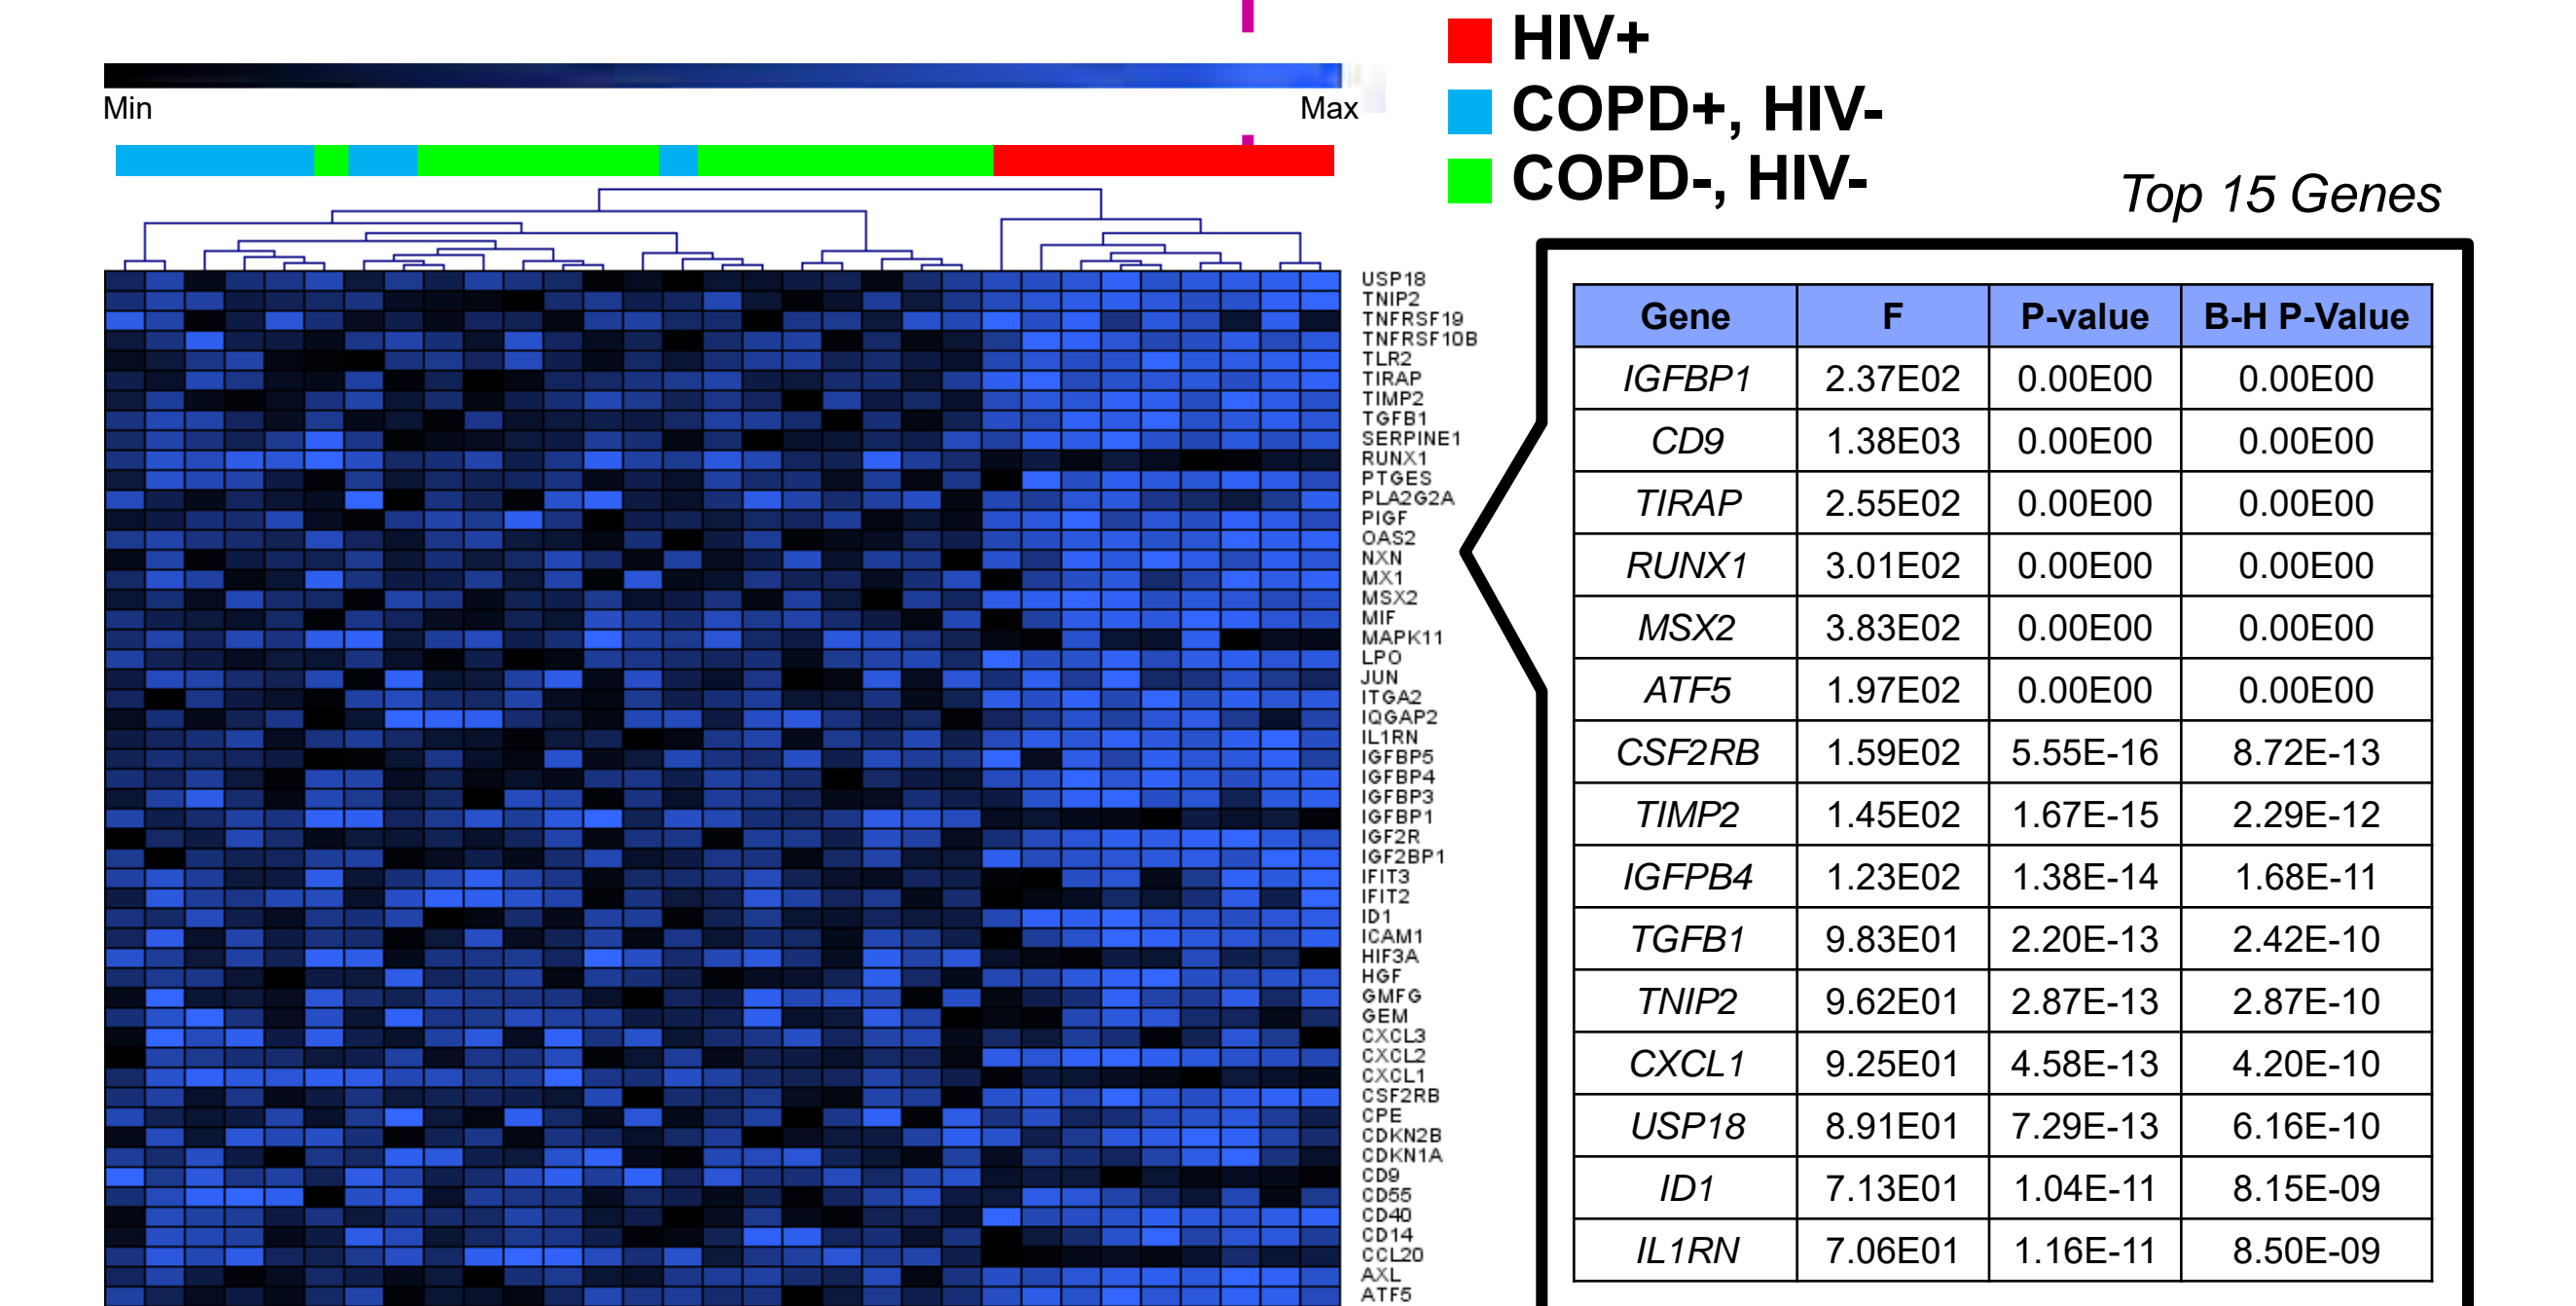 HIV+
COPD+, HIV-
COPD-, HIV-
Min
Max
Top 15 Genes
USP18
TNIP2
TNFRSF19
TNFRSF10B
TLR2
TIRAP
TIMP2
TGFB1
SERPINE1
RUNX1
PTGES
PLA2G2A
PIGF
OAS2
NXN
MX1
MSX2
MIF
MAPK11
LPO
JUN
ITGA2
IQGAP2
IL1RN
IGFBP5
IGFBP4
IGFBP3
IGFBP1
IGF2R
IGF2BP1
IFIT3
IFIT2
ID1
ICAM1
HIF3A
HGF
GMFG
GEM
CXCL3
CXCL2
CXCL1
CSF2RB
CPE
CDKN2B
CDKN1A
CD9
CD55
CD40
CD14
CCL20
AXL
ATF5
Gene F P-value B-H P-Value
IGFBP1 2.37E02 0.00E00 0.00E00
CD9 1.38E03 0.00E00 0.00E00
TIRAP 2.55E02 0.00E00 0.00E00
RUNX1 3.01E02 0.00E00 0.00E00
MSX2 3.83E02 0.00E00 0.00E00
ATF5 1.97E02 0.00E00 0.00E00
CSF2RB 1.59E02 5.55E-16 8.72E-13
TIMP2 1.45E02 1.67E-15 2.29E-12
IGFPB4 1.23E02 1.38E-14 1.68E-11
TGFB1 9.83E01 2.20E-13 2.42E-10
TNIP2 9.62E01 2.87E-13 2.87E-10
CXCL1 9.25E01 4.58E-13 4.20E-10
USP18 8.91E01 7.29E-13 6.16E-10
ID1 7.13E01 1.04E-11 8.15E-09
IL1RN 7.06E01 1.16E-11 8.50E-09